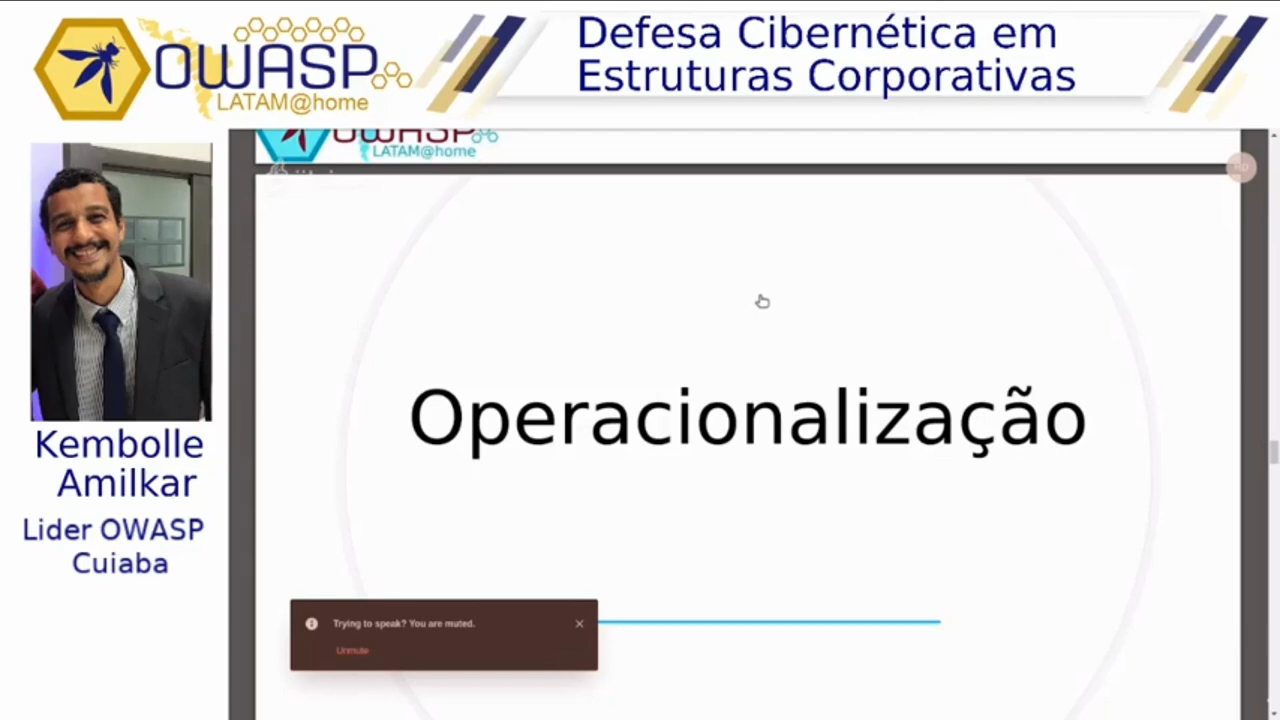 OWASP
LATAM@home
Defesa Cibernética em
Estruturas Corporativas
OWASP
LATAM@home
RD
Operacionalização
Kembolle
Amilkar
Lider OWASP
Cuiaba
Trying to speak? You are muted.
Unmute